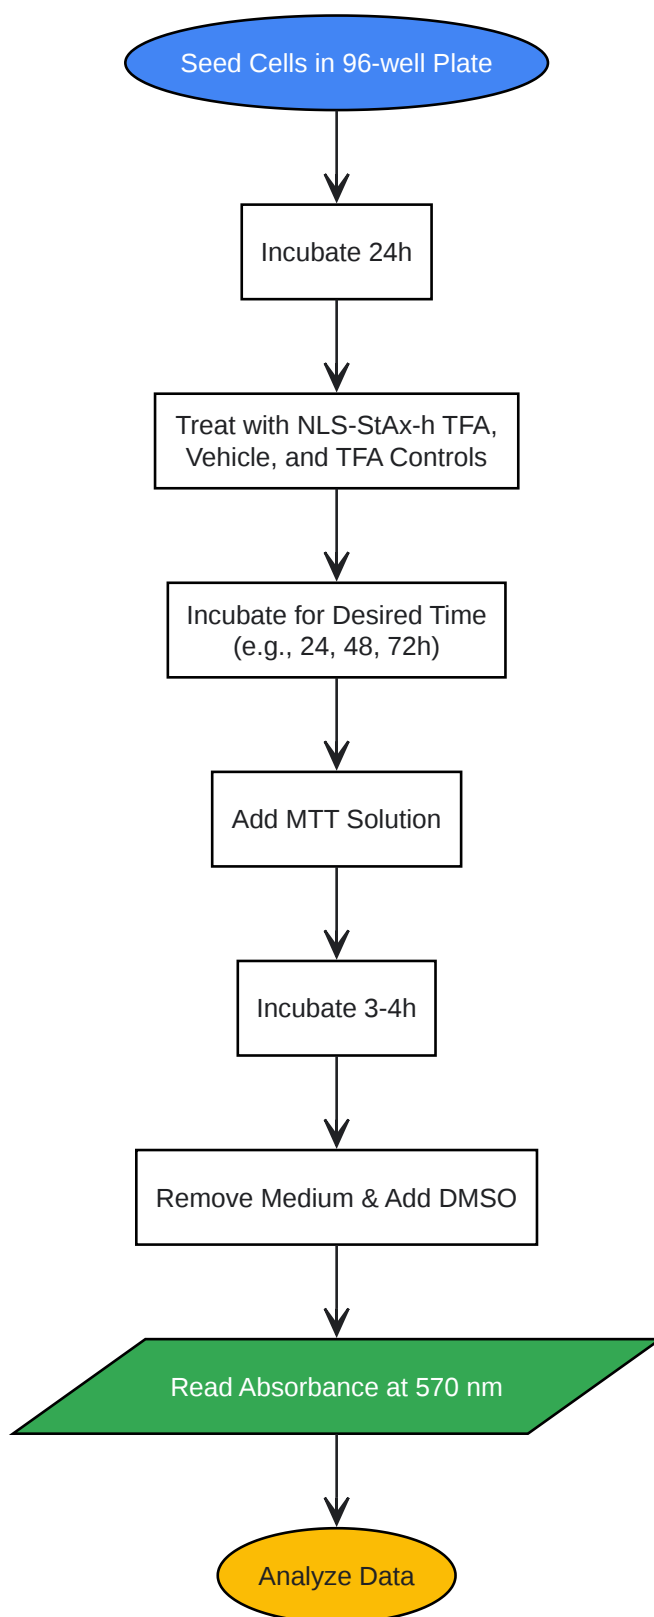 Seed Cells in 96-well Plate
Incubate 24h
Treat with NLS-StAx-h TFA,
Vehicle, and TFA Controls
Incubate for Desired Time
(e.g., 24, 48, 72h)
Add MTT Solution
Incubate 3-4h
Remove Medium & Add DMSO
Read Absorbance at 570 nm
Analyze Data